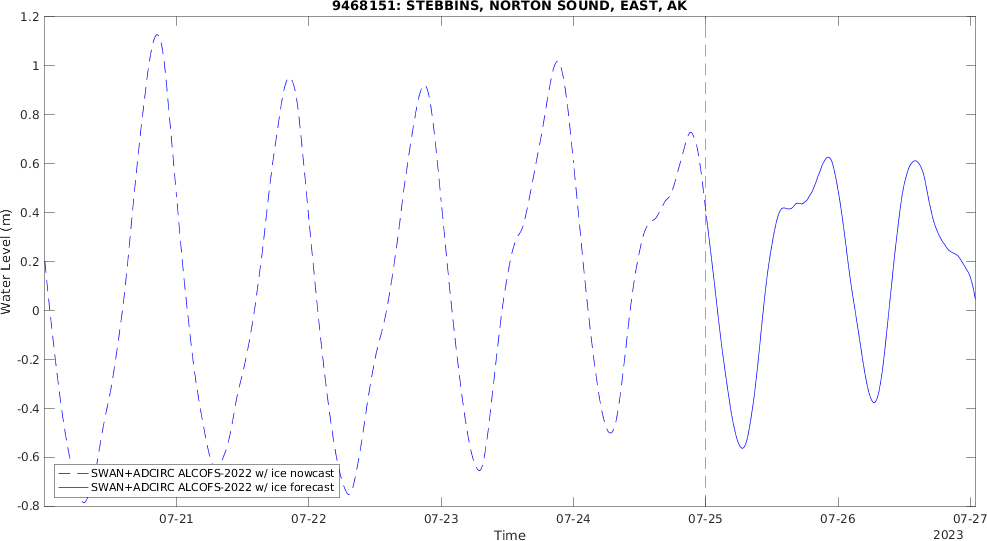 9468151: STEBBINS, NORTON SOUND, EAST, AK
Water Level (m)
1.2
1
0.8
0.6
0.4
0.2
0
-0.2
-0.4
-0.6
-0.8
SWAN+ADCIRC ALCOFS-2022 w/ ice nowcast
SWAN+ADCIRC ALCOFS-2022 w/ ice forecast
07-21 07-22 07-23 07-24 07-25 07-26 07-27
Time
2023